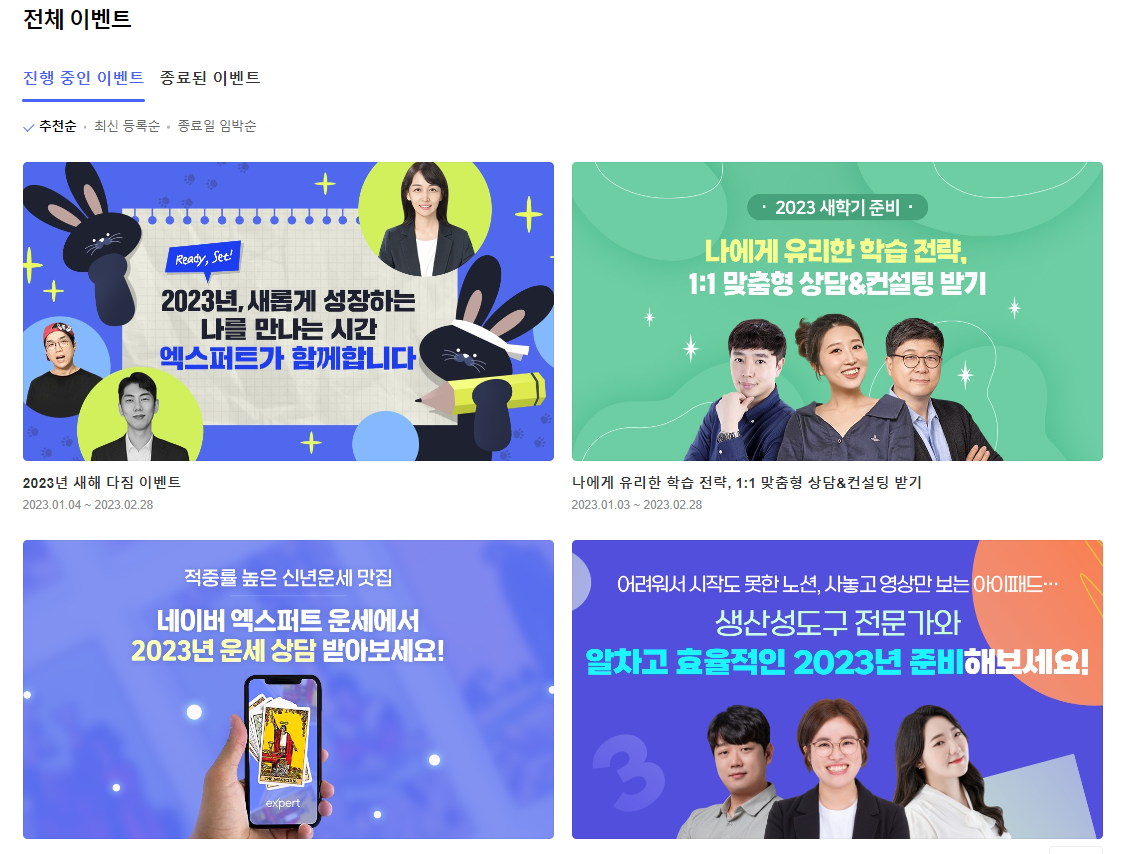 전체 이벤트
진행 중인 이벤트 종료된 이벤트
추천순 · 최신 등록순 · 종료일 임박순
Ready, Set!
2023년, 새롭게 성장하는
나를 만나는 시간
엑스퍼트가 함께합니다
· 2023 새학기 준비 ·
나에게 유리한 학습 전략,
1:1 맞춤형 상담&컨설팅 받기
2023년 새해 다짐 이벤트
2023.01.04 ~ 2023.02.28
나에게 유리한 학습 전략, 1:1 맞춤형 상담&컨설팅 받기
2023.01.03 ~ 2023.02.28
적중률 높은 신년운세 맛집
네이버 엑스퍼트 운세에서
2023년 운세 상담 받아보세요!
THE MAGICIAN.
expert
어려워서 시작도 못한 노션, 사놓고 영상만 보는 아이패드…
생산성도구 전문가와
알차고 효율적인 2023년 준비해보세요!
3